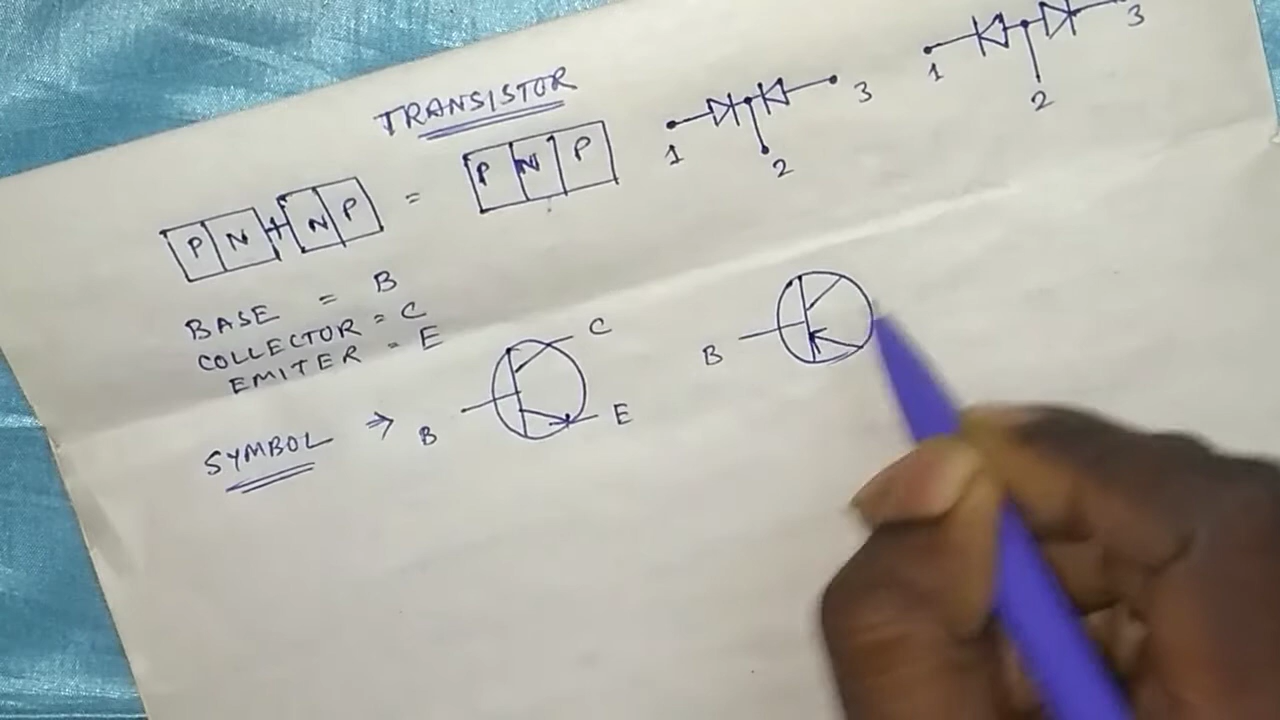 TRANSISTOR
P N + N P = P N P
1 2 3
1 2 3
BASE = B
COLLECTOR = C
EMITER = E
SYMBOL → B C E
B